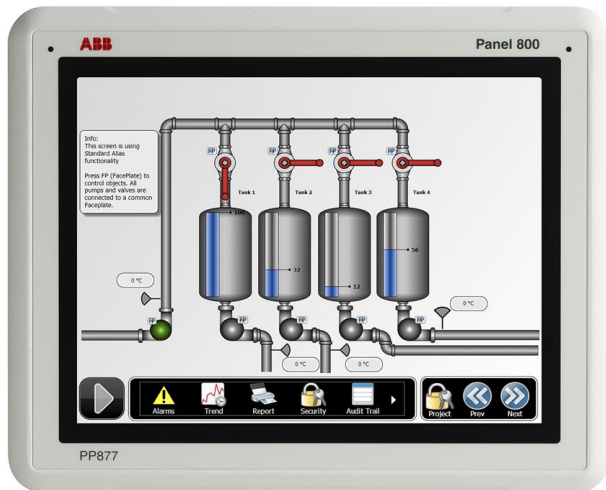 ABB
Panel 800
Info:
This screen is using
Standard Alias
functionality
Press FP (FacePlate) to
control objects. All
pumps and valves are
connected to a common
Faceplate.
FP
FP
FP
FP
Tank 1
Tank 2
Tank 3
Tank 4
100
32
12
56
0 °C
0 °C
FP
FP
FP
FP
FP
0 °C
0 °C
Alarms
Trend
Report
Security
Audit Trail
Project
Prev
Next
PP877